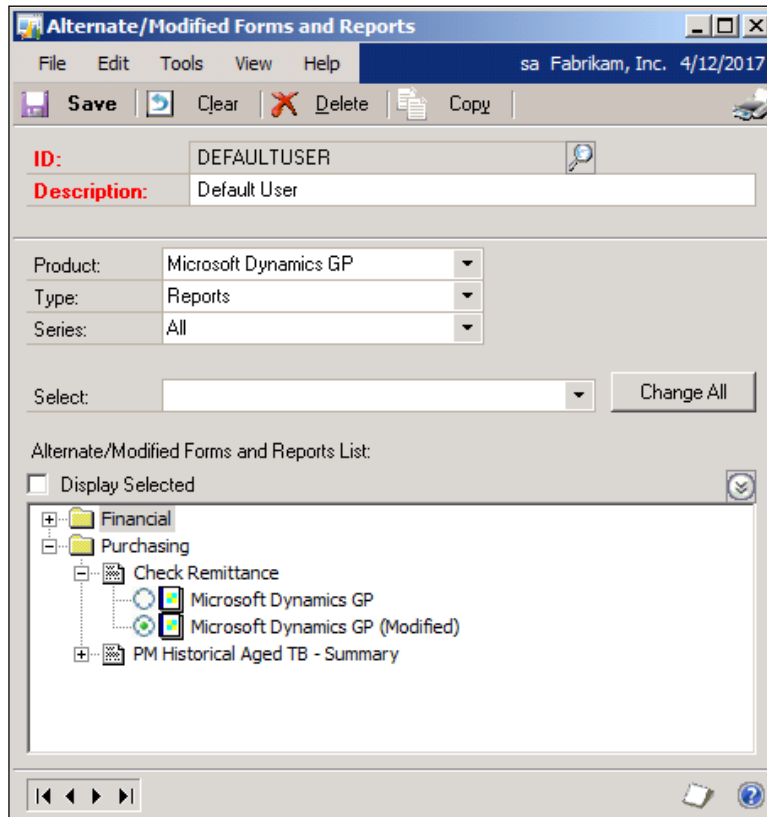 Alternate/Modified Forms and Reports
File Edit Tools View Help sa Fabrikam, Inc. 4/12/2017
Save Clear Delete Copy
ID: DEFAULTUSER
Description: Default User
Product: Microsoft Dynamics GP
Type: Reports
Series: All
Select: Change All
Alternate/Modified Forms and Reports List:
Display Selected
Financial
Purchasing
Check Remittance
Microsoft Dynamics GP
Microsoft Dynamics GP (Modified)
PM Historical Aged TB - Summary